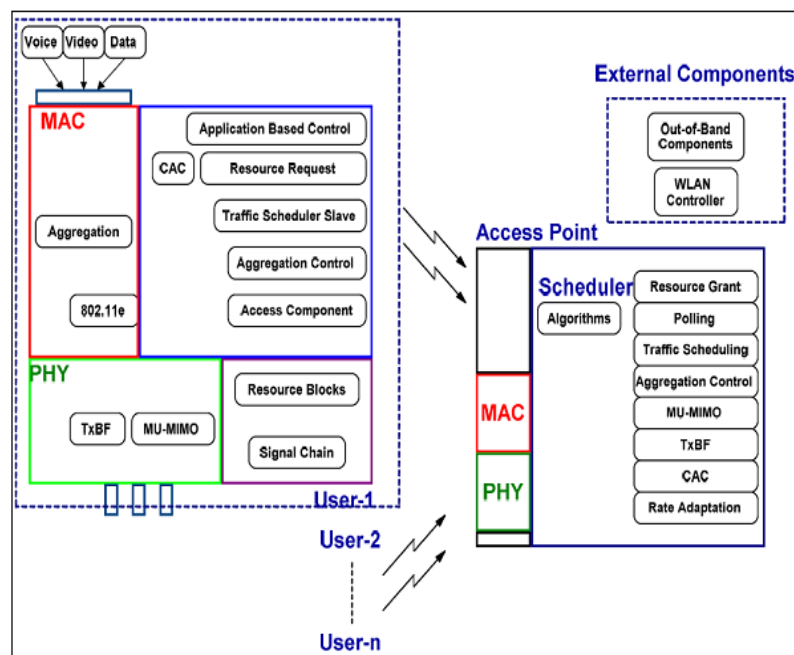 Voice Video Data
MAC
Application Based Control
CAC Resource Request
Traffic Scheduler Slave
Aggregation
Aggregation Control
802.11e Access Component
PHY
Resource Blocks
TxBF MU-MIMO
Signal Chain
User-1
User-2
User-n
External Components
Out-of-Band
Components
WLAN
Controller
Access Point
Scheduler
Algorithms
Resource Grant
Polling
Traffic Scheduling
Aggregation Control
MU-MIMO
TxBF
CAC
Rate Adaptation
MAC
PHY